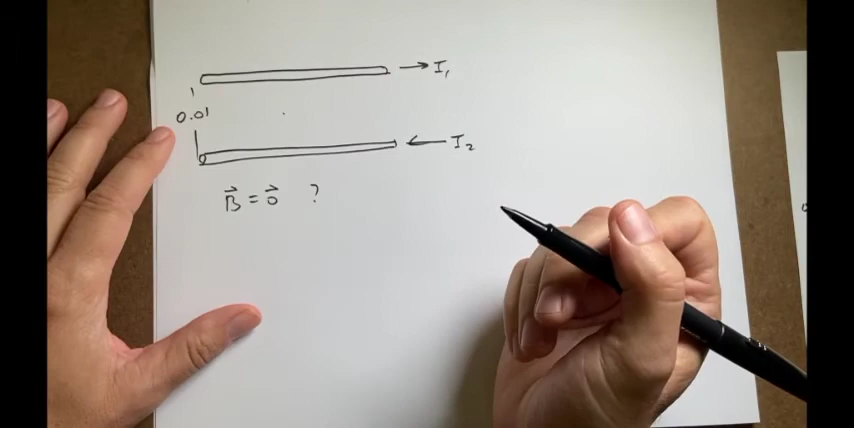 → I₁
0.01
← I₂
B⃗ = 0⃗ ?